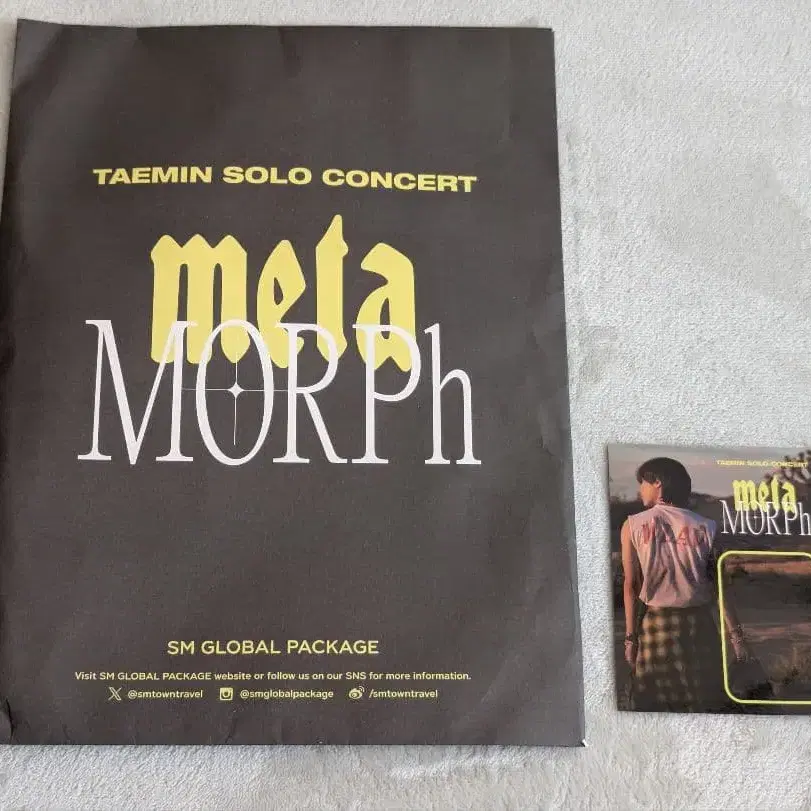 TAEMIN SOLO CONCERT
meta
MORPh
SM GLOBAL PACKAGE
Visit SM GLOBAL PACKAGE website or follow us on our SNS for more information.
@smtowntravel @smglobalpackage /smtowntravel
TAEMIN SOLO CONCERT
meta
MORPh